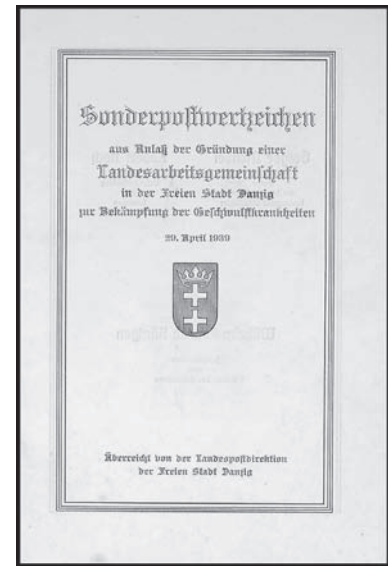 Sonderpostwertzeichen
aus Anlaß der Gründung einer
Landesarbeitsgemeinschaft
in der Freien Stadt Danzig
zur Bekämpfung der Geschwulstkrankheiten
29. April 1939
Überreicht von der Landespostdirektion
der Freien Stadt Danzig